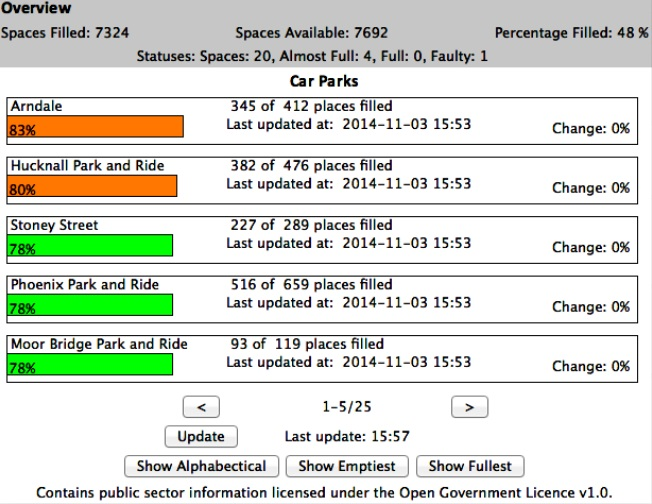 Overview
Spaces Filled: 7324 Spaces Available: 7692 Percentage Filled: 48 %
Statuses: Spaces: 20, Almost Full: 4, Full: 0, Faulty: 1
Car Parks
Arndale 345 of 412 places filled
83% Last updated at: 2014-11-03 15:53 Change: 0%
Hucknall Park and Ride 382 of 476 places filled
80% Last updated at: 2014-11-03 15:53 Change: 0%
Stoney Street 227 of 289 places filled
78% Last updated at: 2014-11-03 15:53 Change: 0%
Phoenix Park and Ride 516 of 659 places filled
78% Last updated at: 2014-11-03 15:53 Change: 0%
Moor Bridge Park and Ride 93 of 119 places filled
78% Last updated at: 2014-11-03 15:53 Change: 0%
< 1-5/25 >
Update Last update: 15:57
Show Alphabectical Show Emptiest Show Fullest
Contains public sector information licensed under the Open Government Licence v1.0.